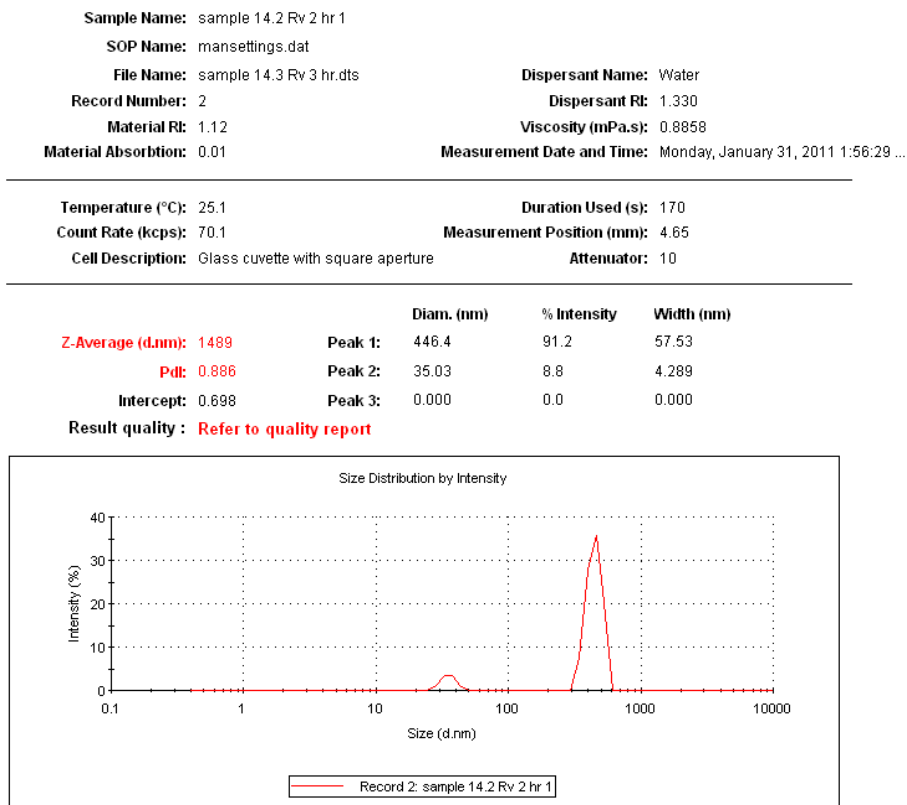 Sample Name: sample 14.2 Rv 2 hr 1
SOP Name: mansettings.dat
File Name: sample 14.3 Rv 3 hr.dts Dispersant Name: Water
Record Number: 2 Dispersant RI: 1.330
Material RI: 1.12 Viscosity (mPa.s): 0.8858
Material Absorbtion: 0.01 Measurement Date and Time: Monday, January 31, 2011 1:56:29 ...
Temperature (°C): 25.1 Duration Used (s): 170
Count Rate (kcps): 70.1 Measurement Position (mm): 4.65
Cell Description: Glass cuvette with square aperture Attenuator: 10
Diam. (nm) % Intensity Width (nm)
Z-Average (d.nm): 1489 Peak 1: 446.4 91.2 57.53
PdI: 0.886 Peak 2: 35.03 8.8 4.289
Intercept: 0.698 Peak 3: 0.000 0.0 0.000
Result quality : Refer to quality report
Size Distribution by Intensity
40
30
20
10
0
Intensity (%)
0.1 1 10 100 1000 10000
Size (d.nm)
Record 2: sample 14.2 Rv 2 hr 1